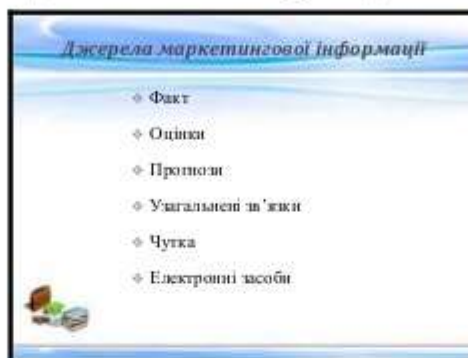 Джерела маркетингової інформації
Факт
Оцінки
Прогнози
Узагальнені зв’язки
Чутка
Електронні засоби